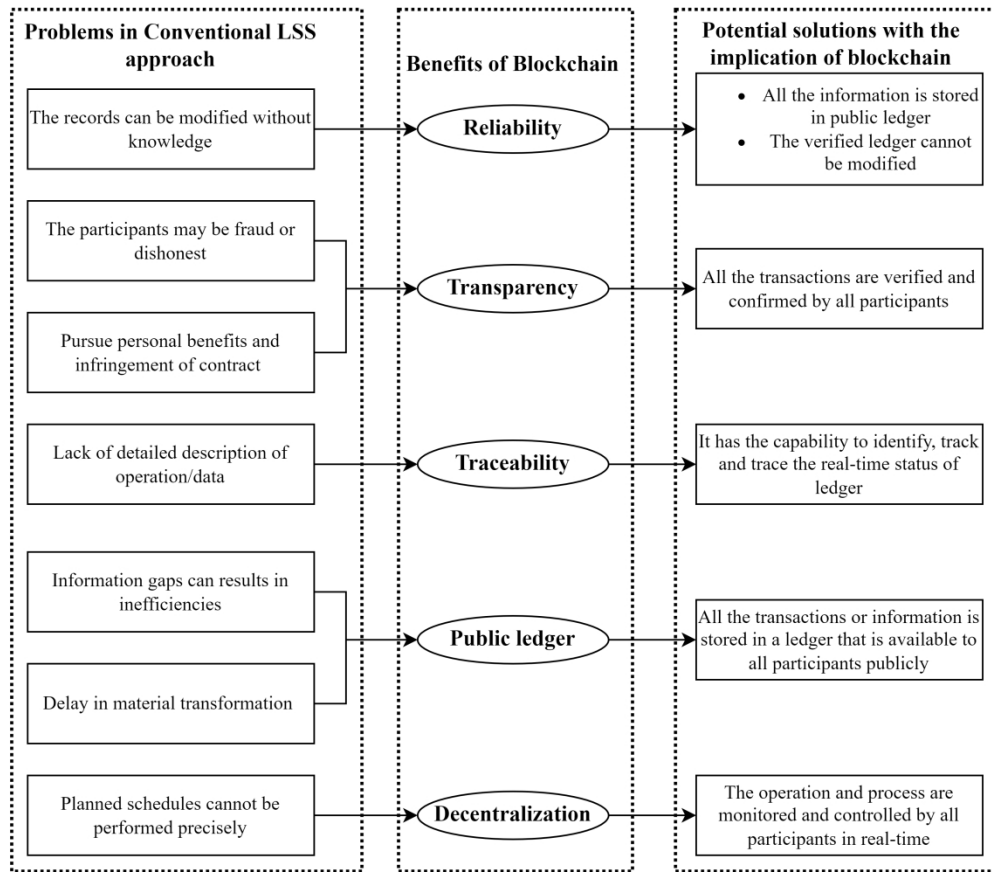 Problems in Conventional LSS
approach
The records can be modified without
knowledge
The participants may be fraud or
dishonest
Pursue personal benefits and
infringement of contract
Lack of detailed description of
operation/data
Information gaps can results in
inefficiencies
Delay in material transformation
Planned schedules cannot be
performed precisely
Benefits of Blockchain
Reliability
Transparency
Traceability
Public ledger
Decentralization
Potential solutions with the
implication of blockchain
• All the information is stored
in public ledger
• The verified ledger cannot
be modified
All the transactions are verified and
confirmed by all participants
It has the capability to identify, track
and trace the real-time status of
ledger
All the transactions or information is
stored in a ledger that is available to
all participants publicly
The operation and process are
monitored and controlled by all
participants in real-time